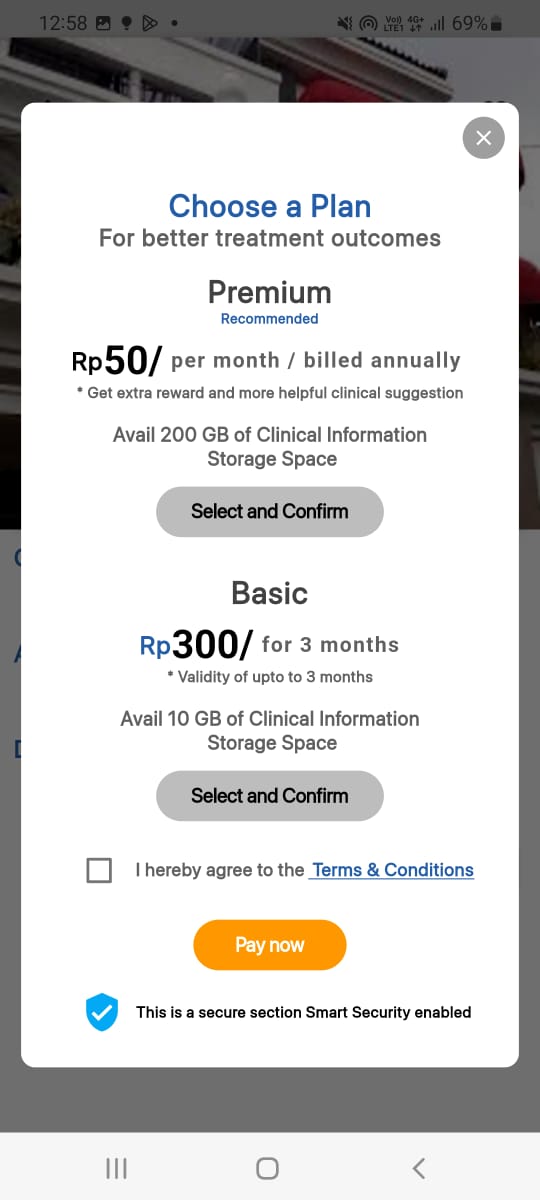 12:58
Vo)) 4G+
LTE1
69%
Choose a Plan
For better treatment outcomes
Premium
Recommended
Rp50/ per month / billed annually
* Get extra reward and more helpful clinical suggestion
Avail 200 GB of Clinical Information
Storage Space
Select and Confirm
Basic
Rp300/ for 3 months
* Validity of upto to 3 months
Avail 10 GB of Clinical Information
Storage Space
Select and Confirm
I hereby agree to the Terms & Conditions
Pay now
This is a secure section Smart Security enabled